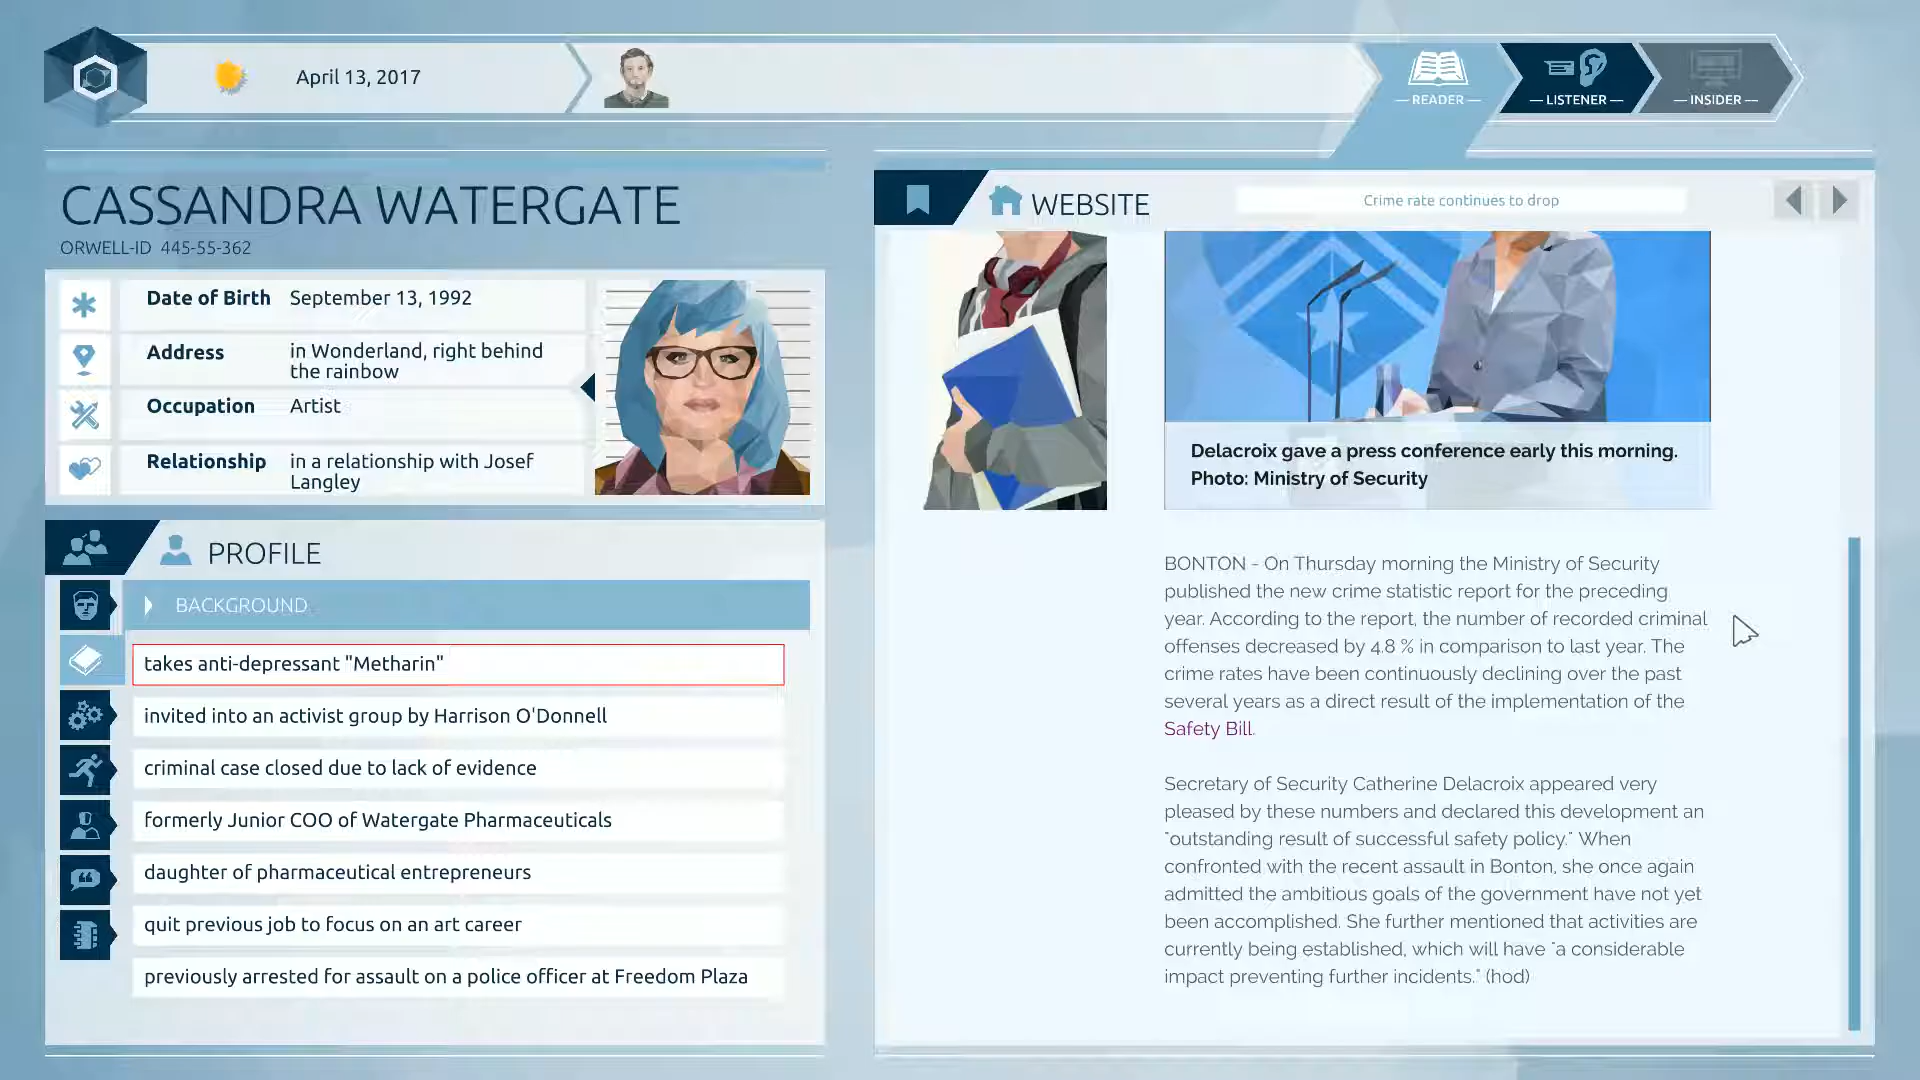 April 13, 2017
READER
LISTENER
INSIDER
CASSANDRA WATERGATE
ORWELL-ID 445-55-362
Date of Birth September 13, 1992
Address in Wonderland, right behind
the rainbow
Occupation Artist
Relationship in a relationship with Josef
Langley
PROFILE
BACKGROUND
takes anti-depressant "Metharin"
invited into an activist group by Harrison O'Donnell
criminal case closed due to lack of evidence
formerly Junior COO of Watergate Pharmaceuticals
daughter of pharmaceutical entrepreneurs
quit previous job to focus on an art career
previously arrested for assault on a police officer at Freedom Plaza
WEBSITE
Crime rate continues to drop
Delacroix gave a press conference early this morning.
Photo: Ministry of Security
BONTON - On Thursday morning the Ministry of Security
published the new crime statistic report for the preceding
year. According to the report, the number of recorded criminal
offenses decreased by 4.8 % in comparison to last year. The
crime rates have been continuously declining over the past
several years as a direct result of the implementation of the
Safety Bill.
Secretary of Security Catherine Delacroix appeared very
pleased by these numbers and declared this development an
"outstanding result of successful safety policy." When
confronted with the recent assault in Bonton, she once again
admitted the ambitious goals of the government have not yet
been accomplished. She further mentioned that activities are
currently being established, which will have "a considerable
impact preventing further incidents." (hod)